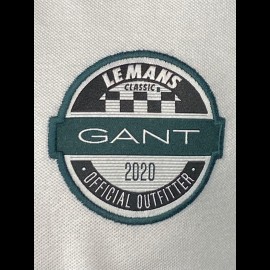 LE MANS
CLASSIC
GANT
2020
· OFFICIAL OUTFITTER ·